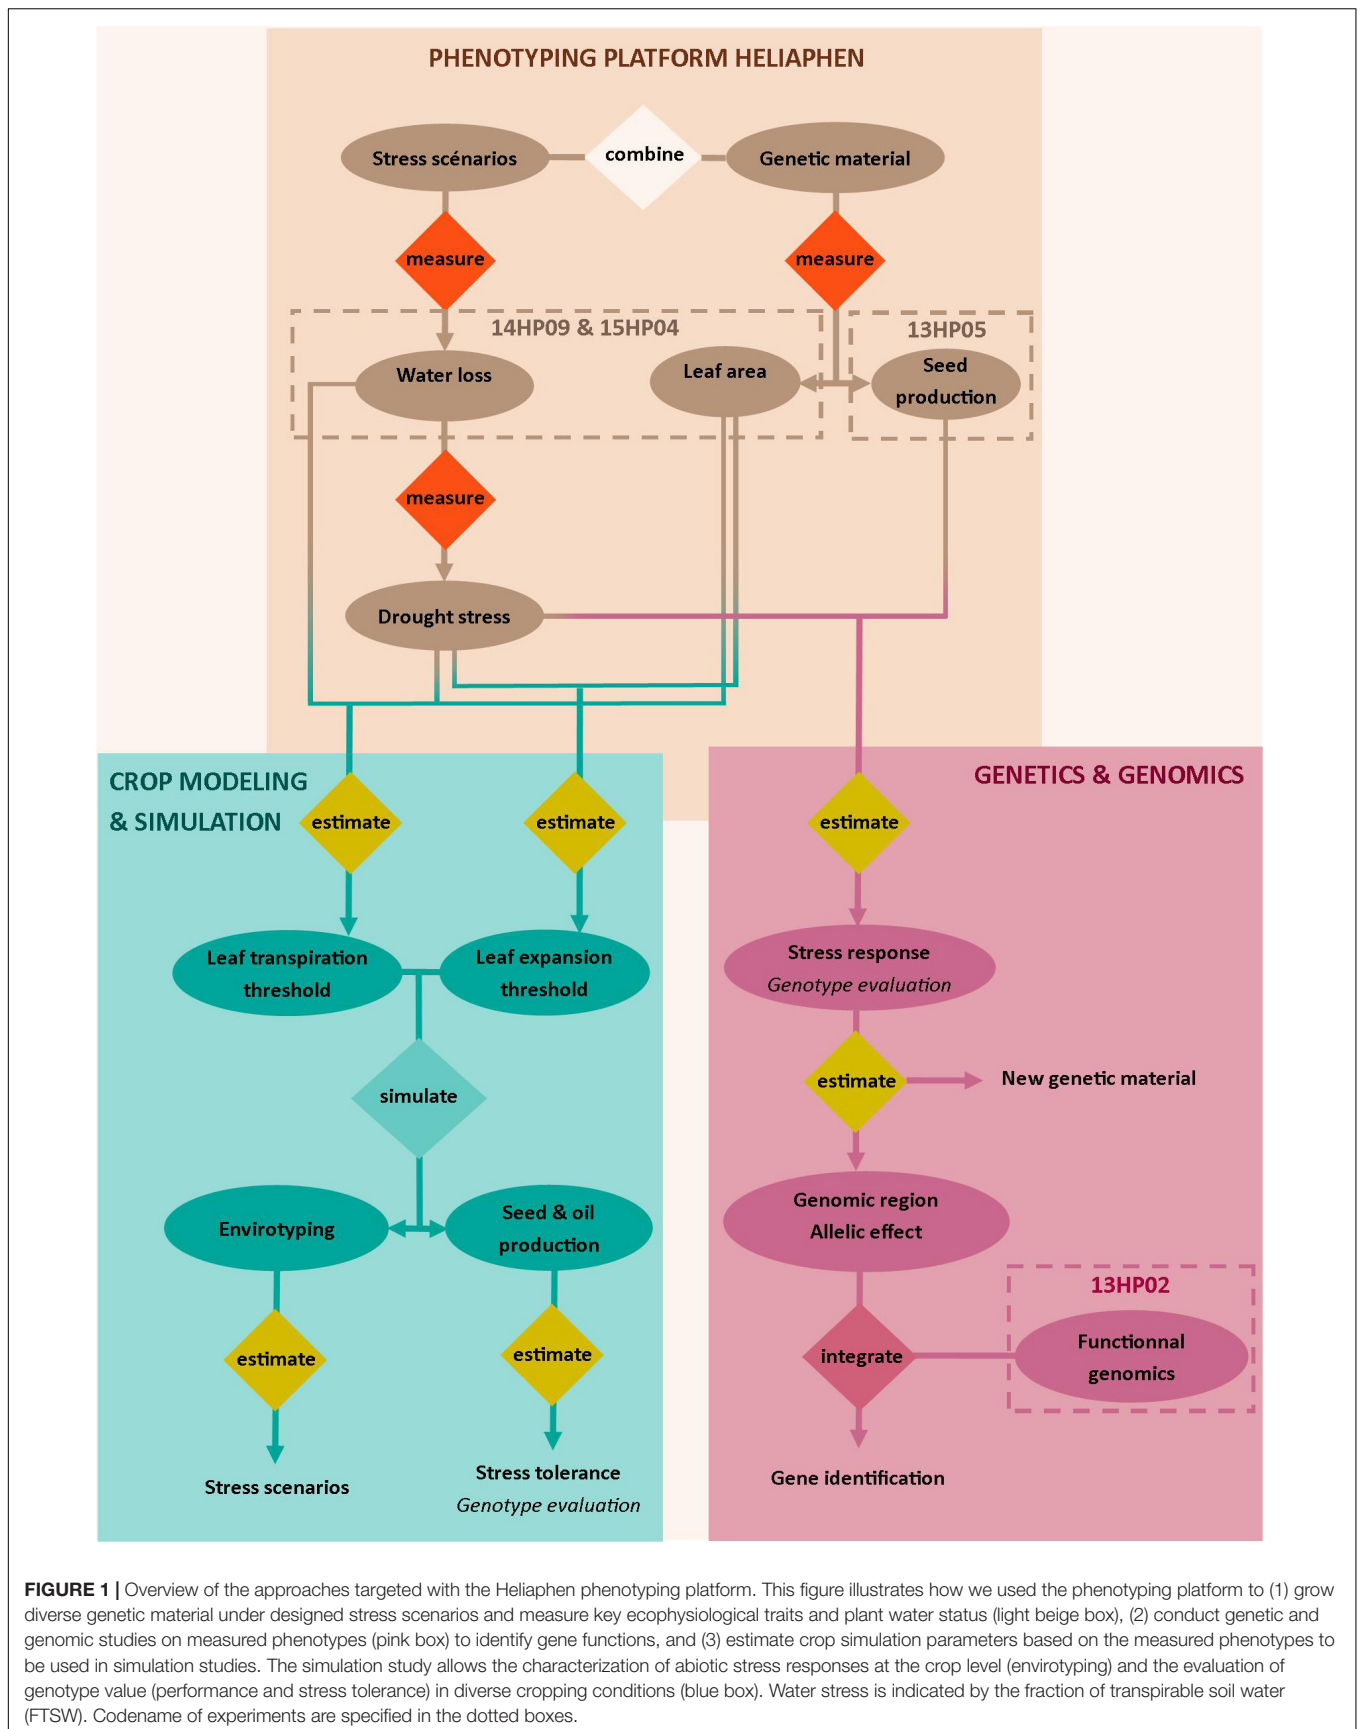 PHENOTYPING PLATFORM HELIAPHEN
Stress scénarios
combine
Genetic material
measure
measure
14HP09 & 15HP04
13HP05
Water loss
Leaf area
Seed
production
measure
Drought stress
CROP MODELING
& SIMULATION
GENETICS & GENOMICS
estimate
estimate
estimate
Leaf transpiration
threshold
Leaf expansion
threshold
Stress response
Genotype evaluation
simulate
estimate
New genetic material
Envirotyping
Seed & oil
production
Genomic region
Allelic effect
13HP02
estimate
estimate
integrate
Functionnal
genomics
Stress scenarios
Stress tolerance
Genotype evaluation
Gene identification
FIGURE 1 | Overview of the approaches targeted with the Heliaphen phenotyping platform. This figure illustrates how we used the phenotyping platform to (1) grow
diverse genetic material under designed stress scenarios and measure key ecophysiological traits and plant water status (light beige box), (2) conduct genetic and
genomic studies on measured phenotypes (pink box) to identify gene functions, and (3) estimate crop simulation parameters based on the measured phenotypes to
be used in simulation studies. The simulation study allows the characterization of abiotic stress responses at the crop level (envirotyping) and the evaluation of
genotype value (performance and stress tolerance) in diverse cropping conditions (blue box). Water stress is indicated by the fraction of transpirable soil water
(FTSW). Codename of experiments are specified in the dotted boxes.